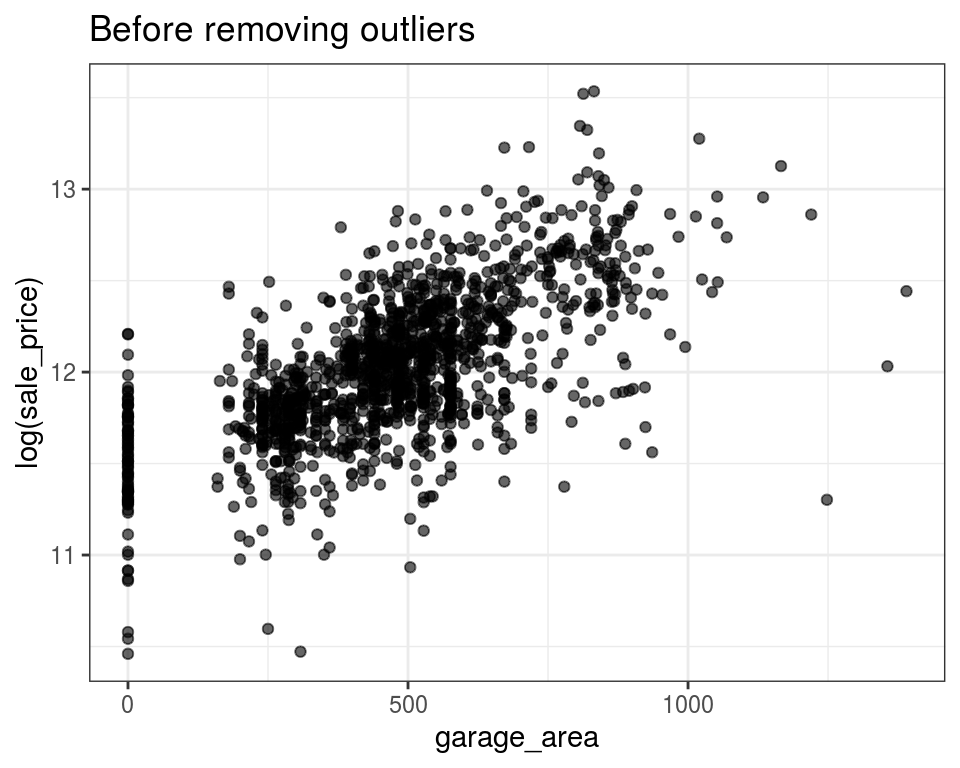 Before removing outliers
13
12
11
log(sale_price)
0 500 1000
garage_area